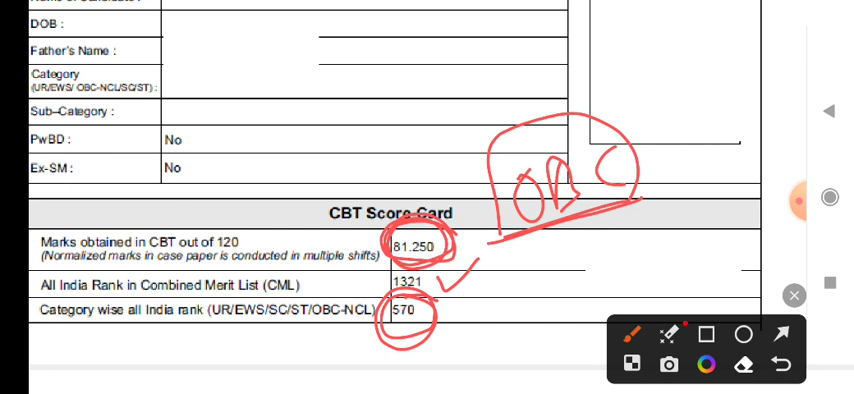 DOB :
Father's Name :
Category
(UR/EWS/ OBC-NCL/SC/ST) :
Sub–Category :
PwBD : No
Ex-SM : No
OBC
CBT Score Card
Marks obtained in CBT out of 120 81.250
(Normalized marks in case paper is conducted in multiple shifts)
All India Rank in Combined Merit List (CML) 1321
Category wise all India rank (UR/EWS/SC/ST/OBC-NCL) 570